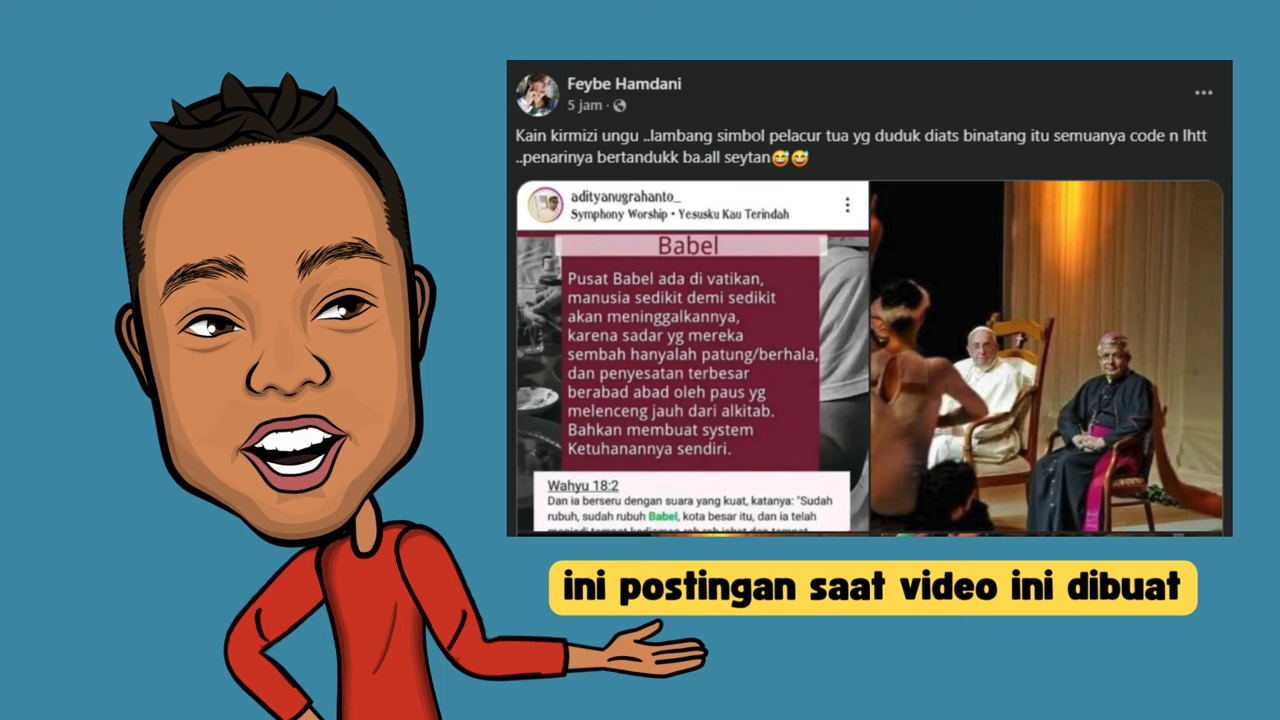 Feybe Hamdani
5 jam ·
Kain kirmizi ungu ..lambang simbol pelacur tua yg duduk diats binatang itu semuanya code n lhtt
..penarinya bertandukk ba.all seytan😅😅
adityanugrahanto_
Symphony Worship • Yesusku Kau Terindah
Babel
Pusat Babel ada di vatikan,
manusia sedikit demi sedikit
akan meninggalkannya,
karena sadar yg mereka
sembah hanyalah patung/berhala,
dan penyesatan terbesar
berabad abad oleh paus yg
melenceng jauh dari alkitab.
Bahkan membuat system
Ketuhanannya sendiri.
Wahyu 18:2
Dan ia berseru dengan suara yang kuat, katanya: "Sudah
rubuh, sudah rubuh Babel, kota besar itu, dan ia telah
ini postingan saat video ini dibuat